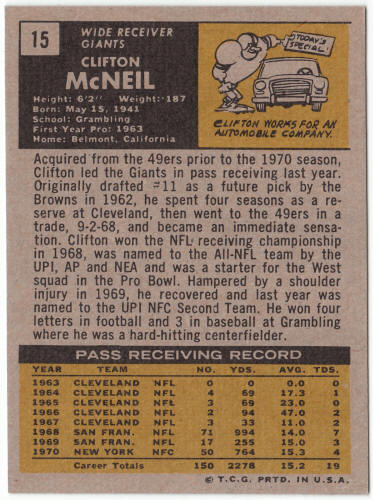 15
WIDE RECEIVER
GIANTS
CLIFTON
McNEIL
Height: 6'2" Weight: 187
Born: May 15, 1941
School: Grambling
First Year Pro: 1963
Home: Belmont, California
TODAY'S
SPECIAL
CLIFTON WORKS FOR AN
AUTOMOBILE COMPANY.
Acquired from the 49ers prior to the 1970 season,
Clifton led the Giants in pass receiving last year.
Originally drafted #11 as a future pick by the
Browns in 1962, he spent four seasons as a re-
serve at Cleveland, then went to the 49ers in a
trade, 9-2-68, and became an immediate sensa-
tion. Clifton won the NFL receiving championship
in 1968, was named to the All-NFL team by the
UPI, AP and NEA and was a starter for the West
squad in the Pro Bowl. Hampered by a shoulder
injury in 1969, he recovered and last year was
named to the UPI NFC Second Team. He won four
letters in football and 3 in baseball at Grambling
where he was a hard-hitting centerfielder.
PASS RECEIVING RECORD
YEAR TEAM NO. YDS. AVG. TDS.
1963 CLEVELAND NFL 0 0 0.0 0
1964 CLEVELAND NFL 4 69 17.3 1
1965 CLEVELAND NFL 3 69 23.0 0
1966 CLEVELAND NFL 2 94 47.0 2
1967 CLEVELAND NFL 3 33 11.0 2
1968 SAN FRAN. NFL 71 994 14.0 7
1969 SAN FRAN. NFL 17 255 15.0 3
1970 NEW YORK NFC 50 764 15.3 4
Career Totals 150 2278 15.2 19
© T.C.G. PRTD. IN U.S.A.